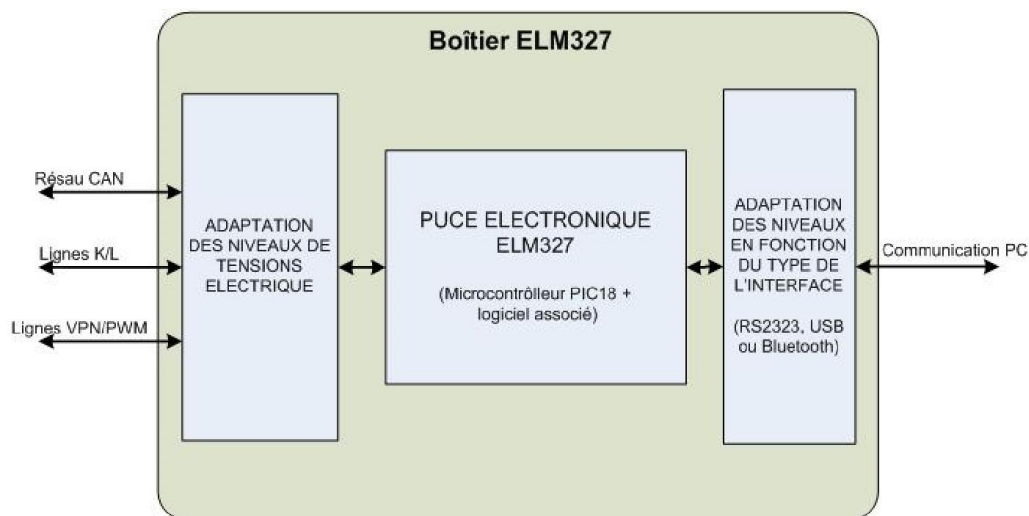 Boîtier ELM327
Résau CAN
Lignes K/L
Lignes VPN/PWM
ADAPTATION
DES NIVEAUX DE
TENSIONS
ELECTRIQUE
PUCE ELECTRONIQUE
ELM327
(Microcontrôlleur PIC18 +
logiciel associé)
ADAPTATION
DES NIVEAUX
EN FONCTION
DU TYPE DE
L'INTERFACE
(RS2323, USB
ou Bluetooth)
Communication PC